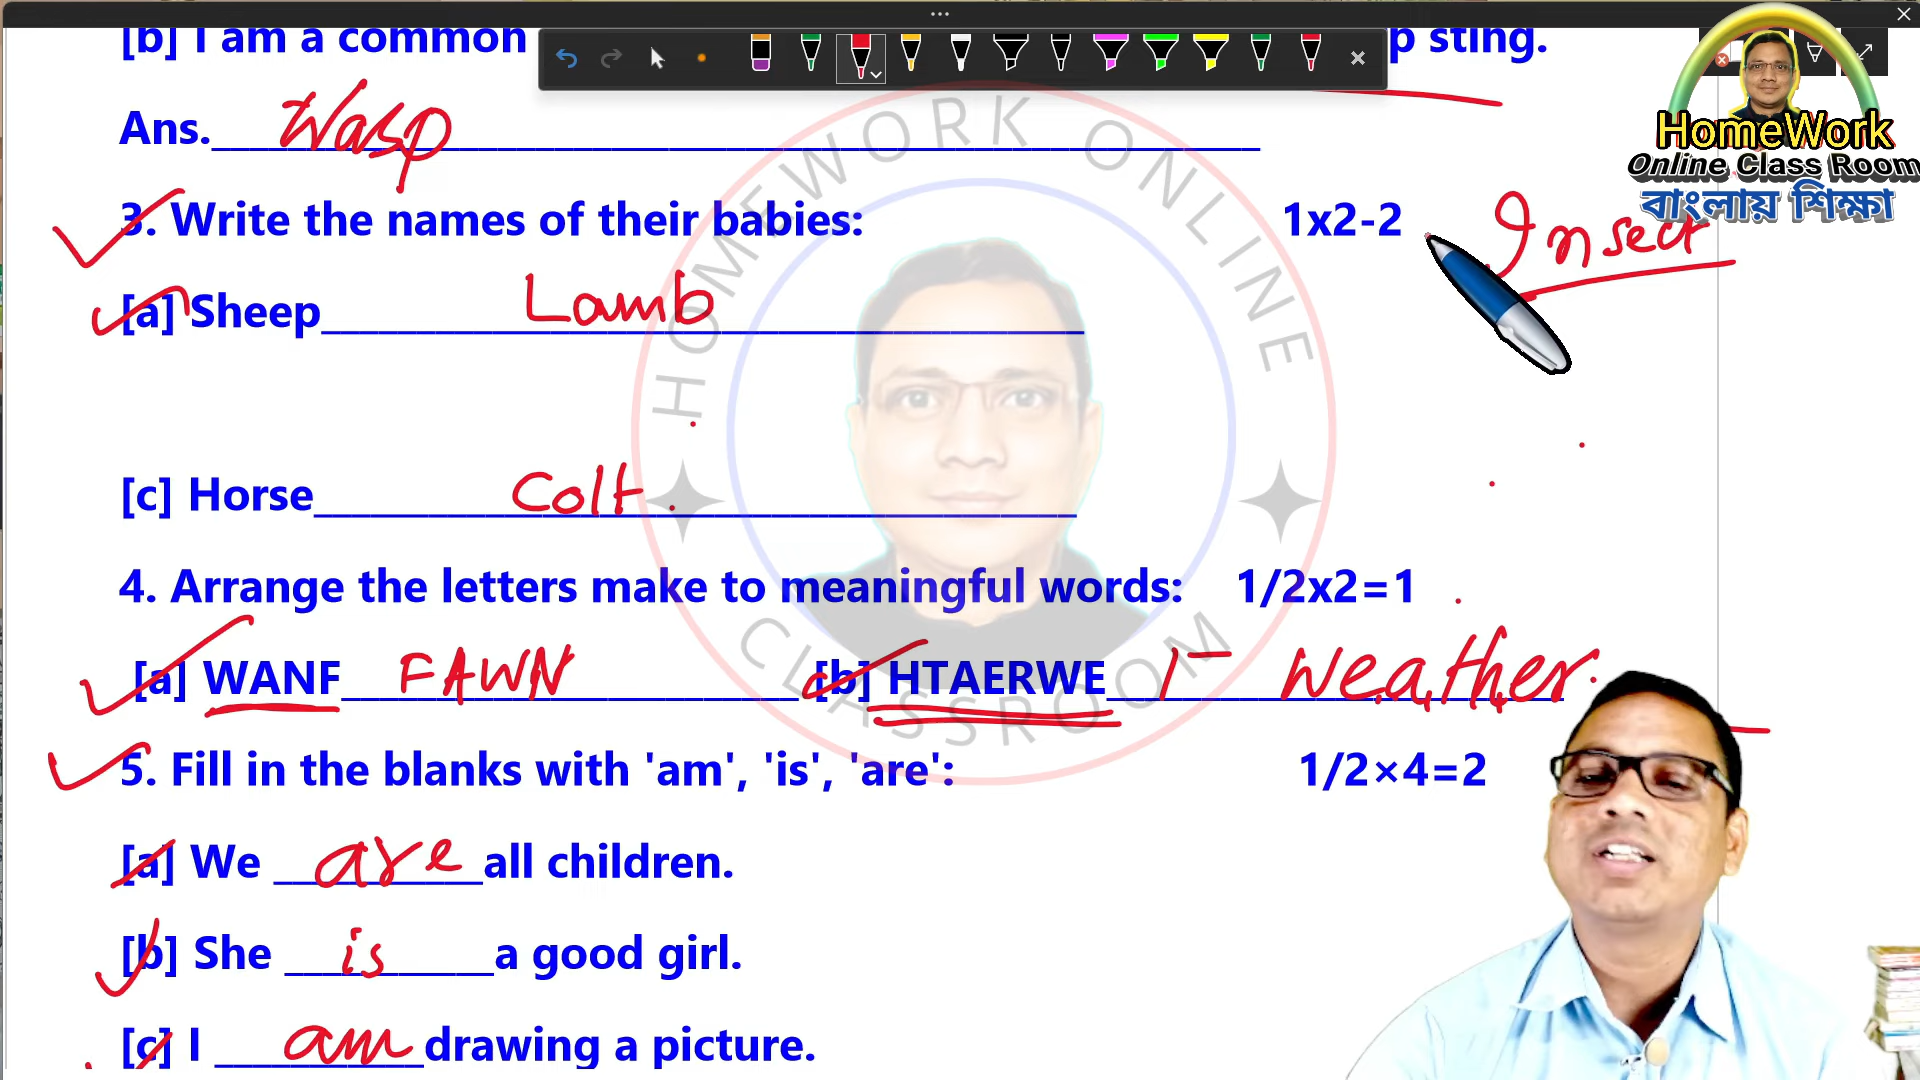 [b] I am a common p sting.
HomeWork
Online Class Room
বাংলায় শিক্ষা
Ans. Wasp
3. Write the names of their babies: 1x2-2
Insect
[a] Sheep Lamb
[c] Horse Colt.
4. Arrange the letters make to meaningful words: 1/2x2=1
[a] WANF FAWN [b] HTAERWE Weather.
5. Fill in the blanks with 'am', 'is', 'are': 1/2×4=2
[a] We are all children.
[b] She is a good girl.
[c] I am drawing a picture.
HOMEWORK ONLINE
CLASSROOM